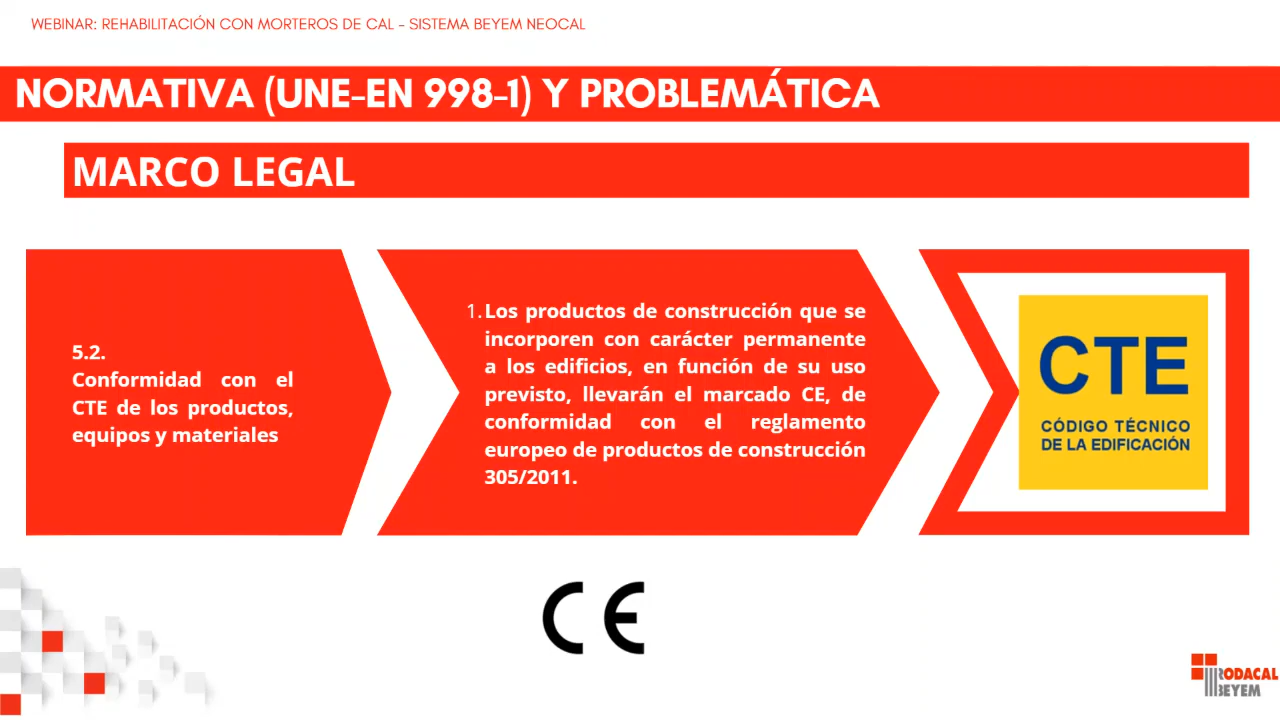 WEBINAR: REHABILITACIÓN CON MORTEROS DE CAL - SISTEMA BEYEM NEOCAL
NORMATIVA (UNE-EN 998-1) Y PROBLEMÁTICA
MARCO LEGAL
5.2.
Conformidad con el
CTE de los productos,
equipos y materiales
1. Los productos de construcción que se
incorporen con carácter permanente
a los edificios, en función de su uso
previsto, llevarán el marcado CE, de
conformidad con el reglamento
europeo de productos de construcción
305/2011.
CTE
CÓDIGO TÉCNICO
DE LA EDIFICACIÓN
CE
RODACAL
BEYEM